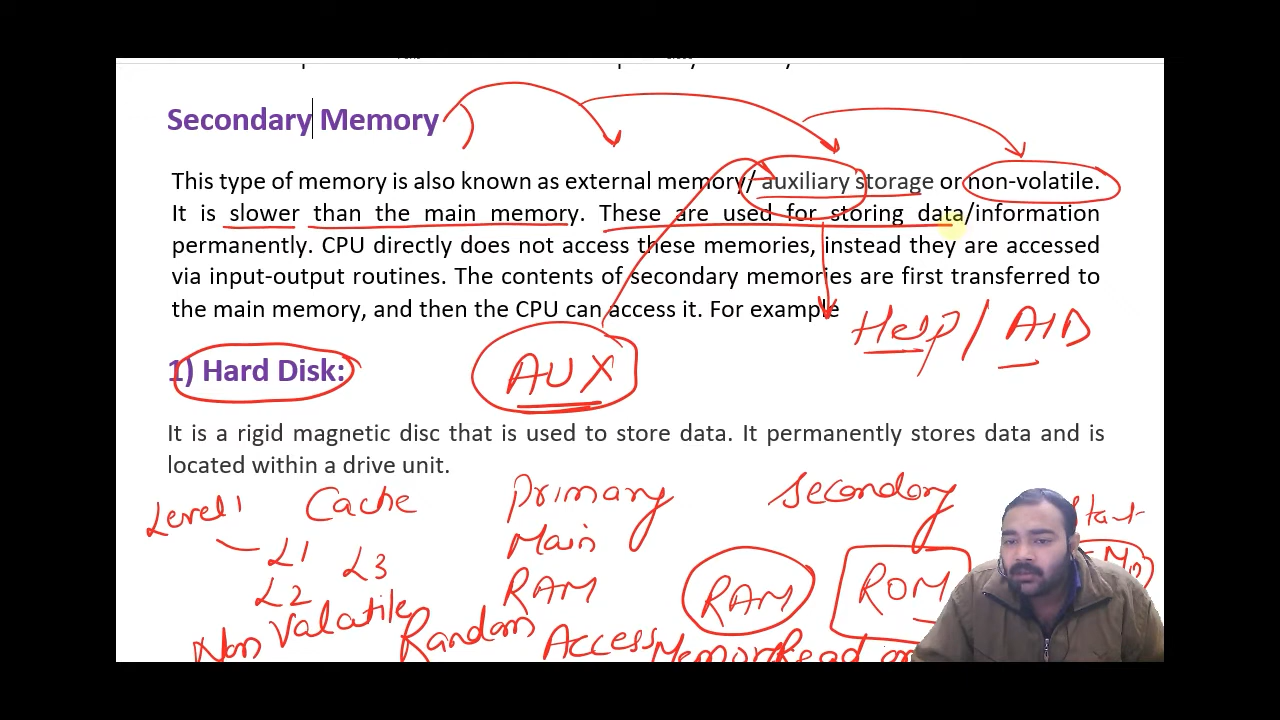 Secondary Memory
This type of memory is also known as external memory/ auxiliary storage or non-volatile.
It is slower than the main memory. These are used for storing data/information
permanently. CPU directly does not access these memories, instead they are accessed
via input-output routines. The contents of secondary memories are first transferred to
the main memory, and then the CPU can access it. For example
Help/ AID
1) Hard Disk:
AUX
It is a rigid magnetic disc that is used to store data. It permanently stores data and is
located within a drive unit.
Level1 Cache Primary Secondary
L1 L3 Main
L2 RAM RAM ROM
Non Valatile Random Access Memory Read